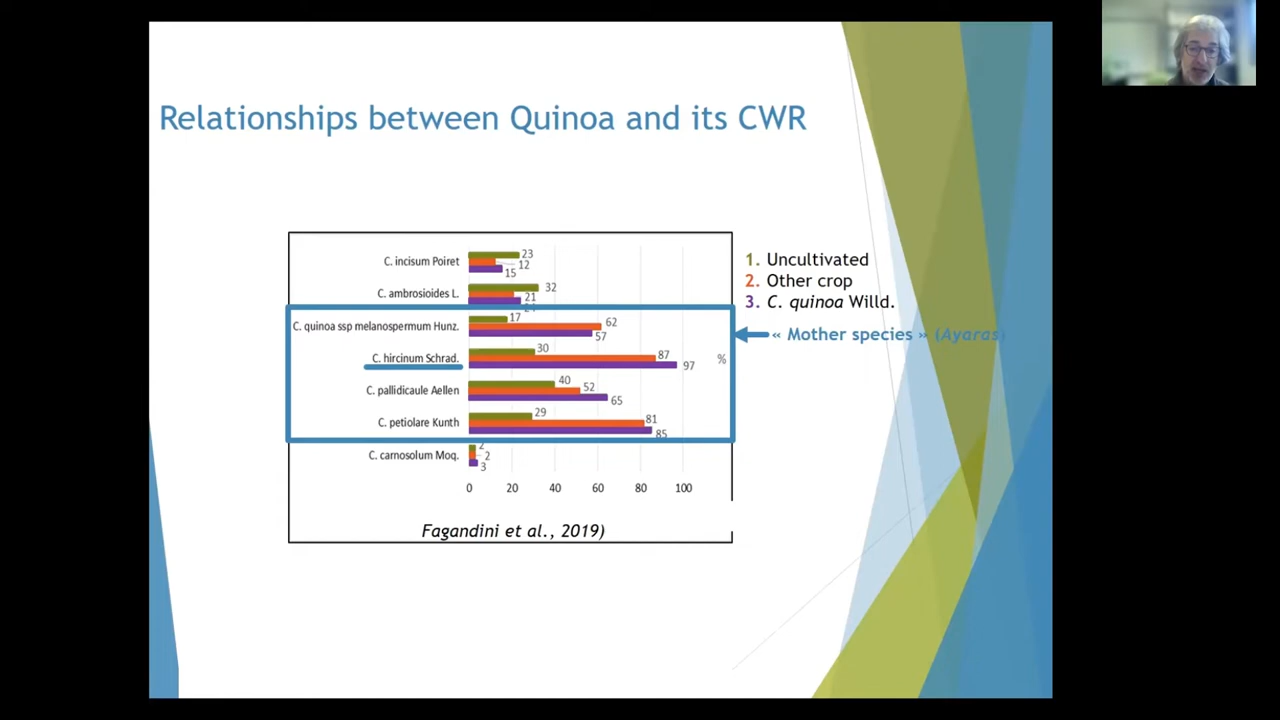 Relationships between Quinoa and its CWR
C. incisum Poiret
23
12
15
C. ambrosioides L.
32
21
C. quinoa ssp melanospermum Hunz.
17
62
57
C. hircinum Schrad.
30
87
97
%
C. pallidicaule Aellen
40
52
65
C. petiolare Kunth
29
81
85
C. carnosolum Moq.
2
2
3
0 20 40 60 80 100
Fagandini et al., 2019)
1. Uncultivated
2. Other crop
3. C. quinoa Willd.
« Mother species » (Ayaras)